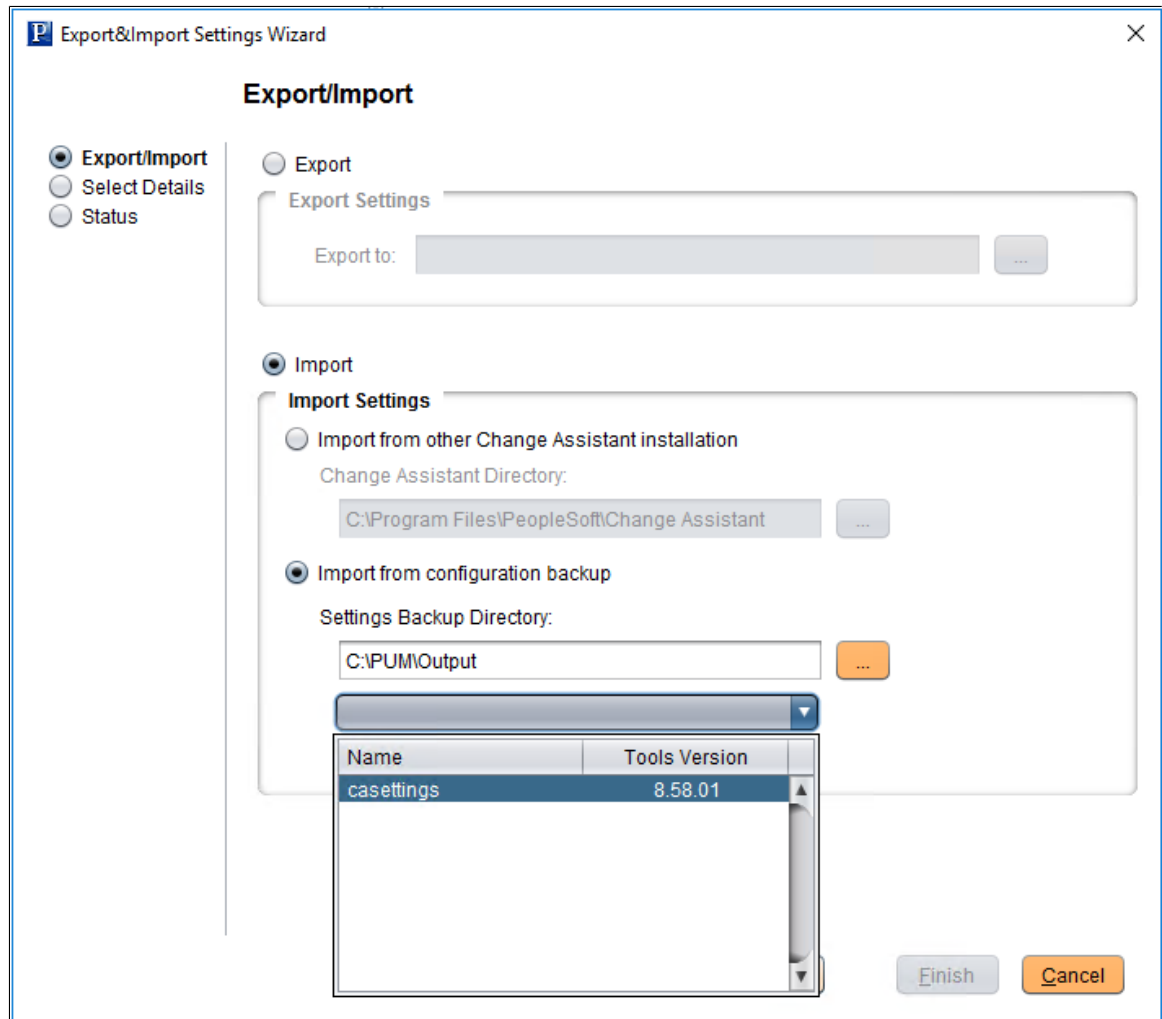 P Export&Import Settings Wizard
Export/Import
Export/Import
Select Details
Status
Export
Export Settings
Export to:
...
Import
Import Settings
Import from other Change Assistant installation
Change Assistant Directory:
C:\Program Files\PeopleSoft\Change Assistant
...
Import from configuration backup
Settings Backup Directory:
C:\PUM\Output
...
Name Tools Version
casettings 8.58.01
Finish Cancel